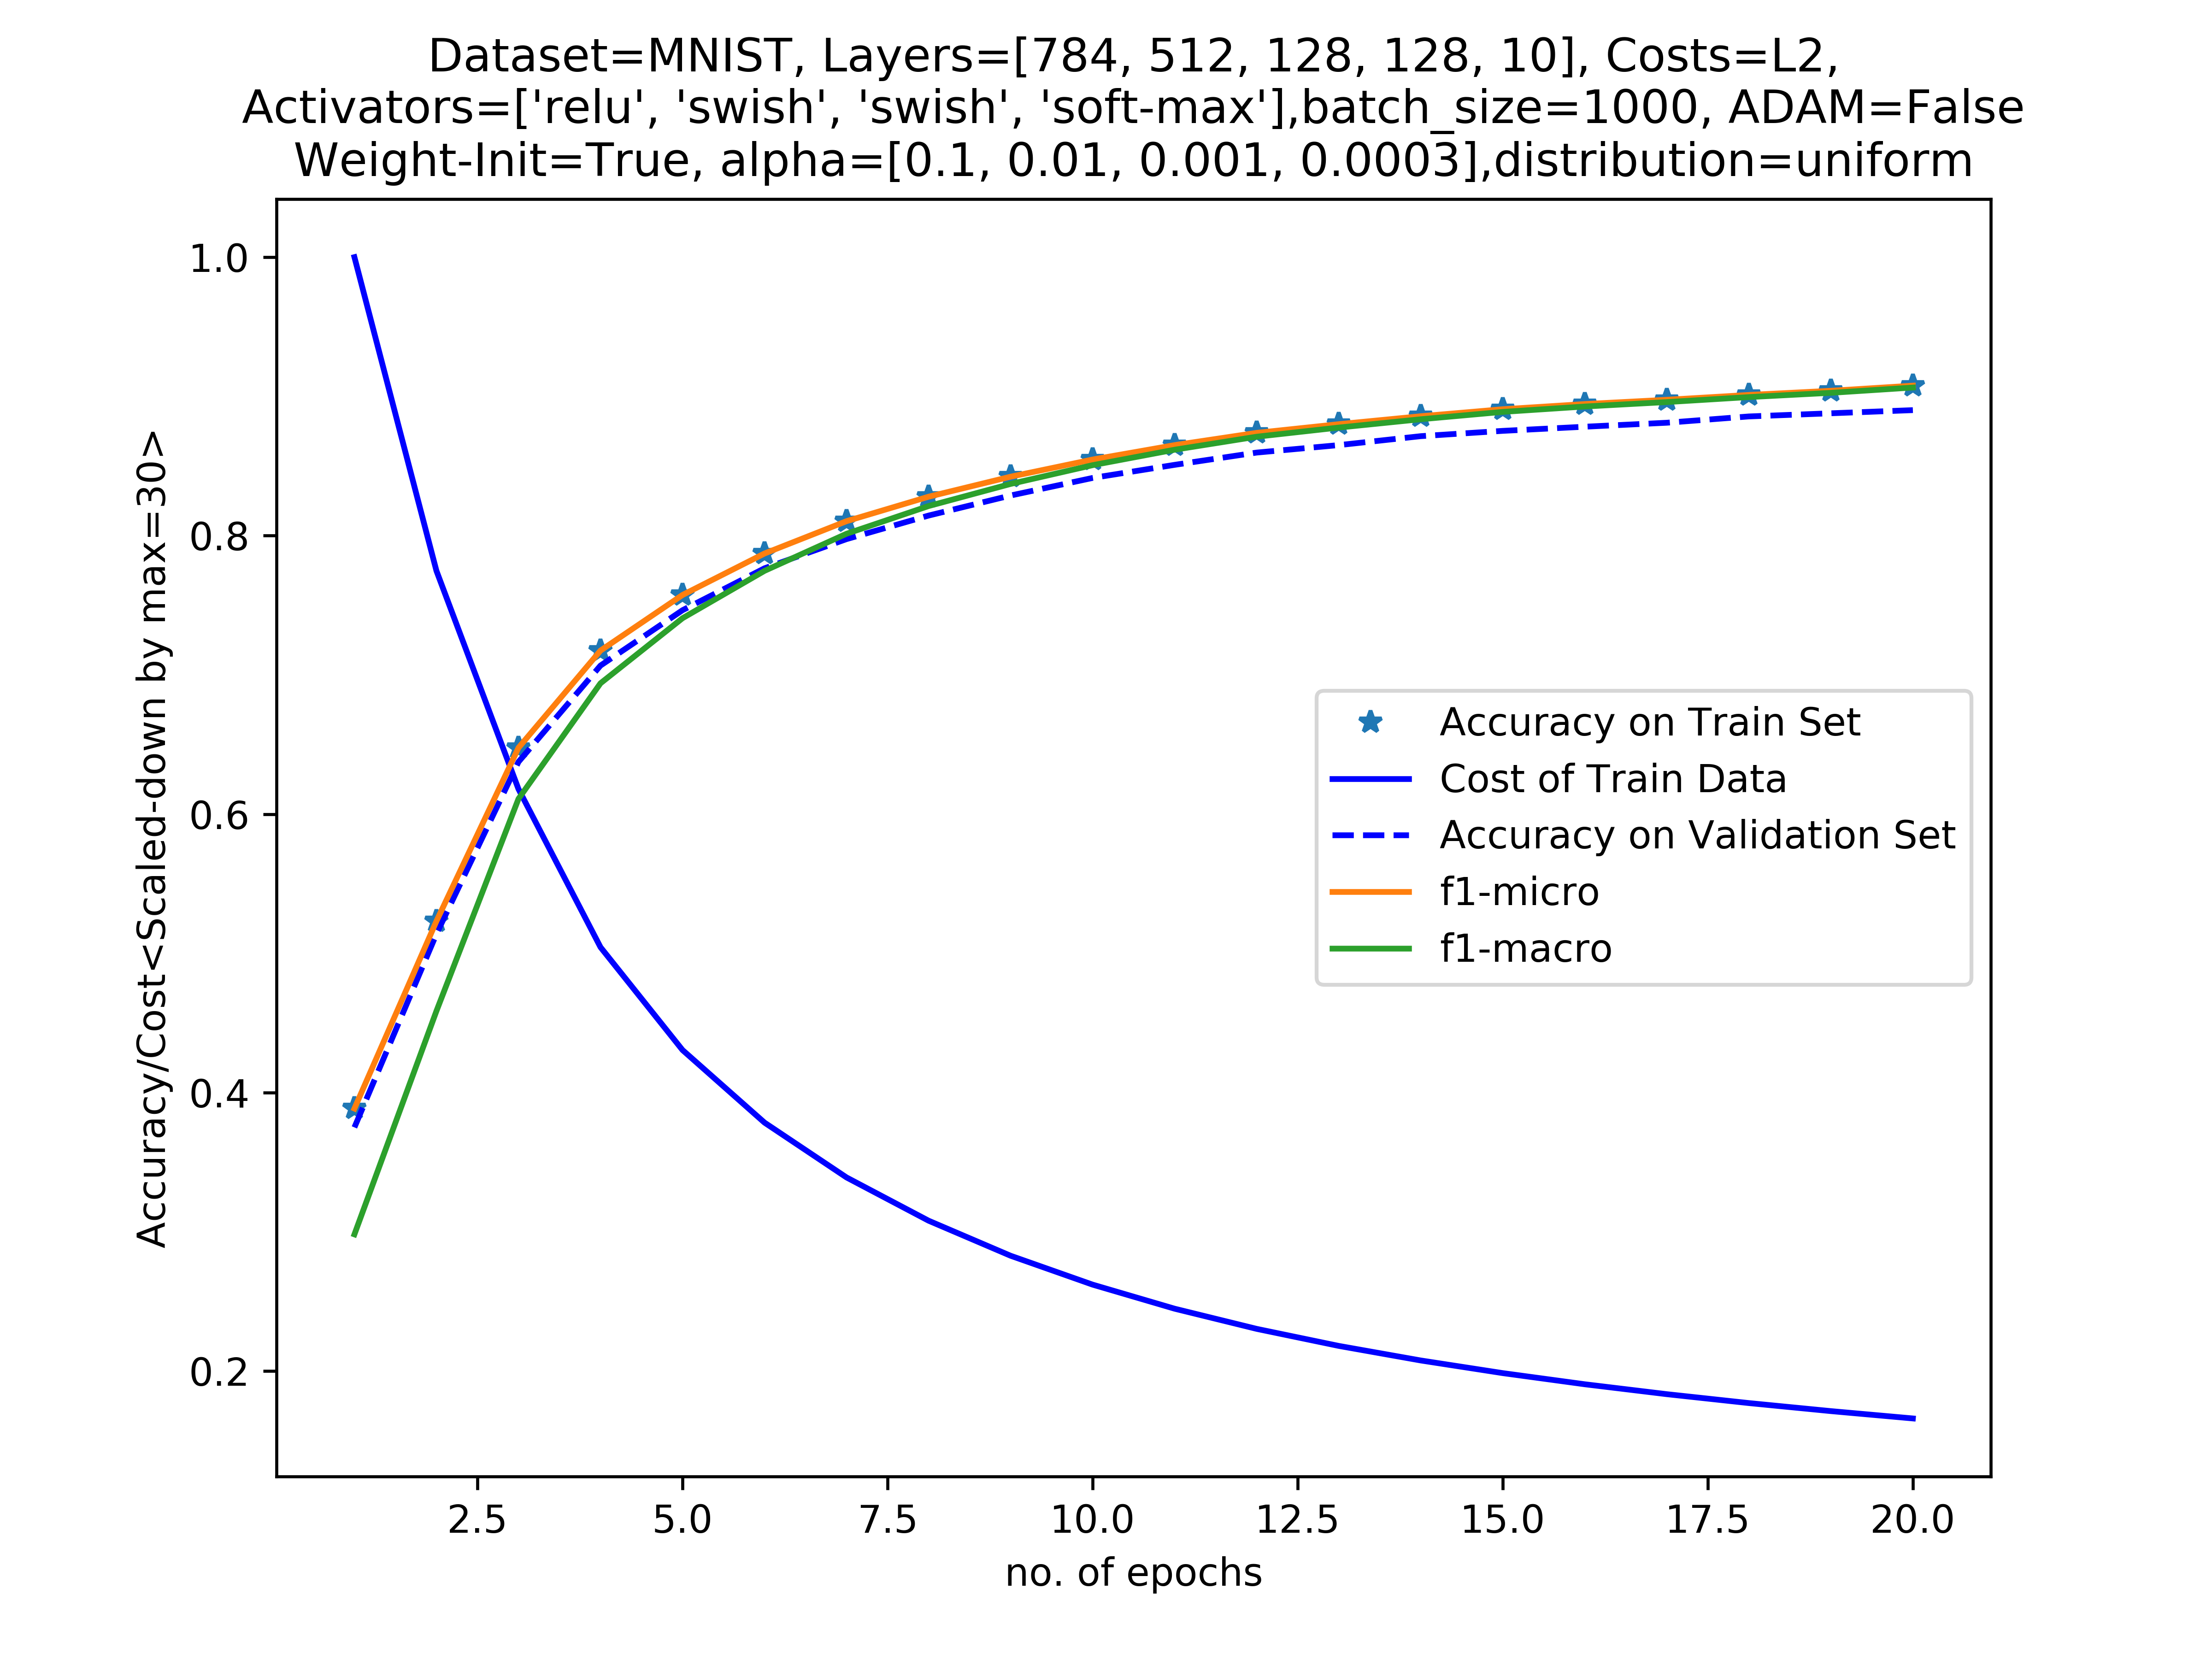 Dataset=MNIST, Layers=[784, 512, 128, 128, 10], Costs=L2,
Activators=['relu', 'swish', 'swish', 'soft-max'],batch_size=1000, ADAM=False
Weight-Init=True, alpha=[0.1, 0.01, 0.001, 0.0003],distribution=uniform
Accuracy/Cost<Scaled-down by max=30>
1.0
0.8
0.6
0.4
0.2
Accuracy on Train Set
Cost of Train Data
Accuracy on Validation Set
f1-micro
f1-macro
2.5 5.0 7.5 10.0 12.5 15.0 17.5 20.0
no. of epochs